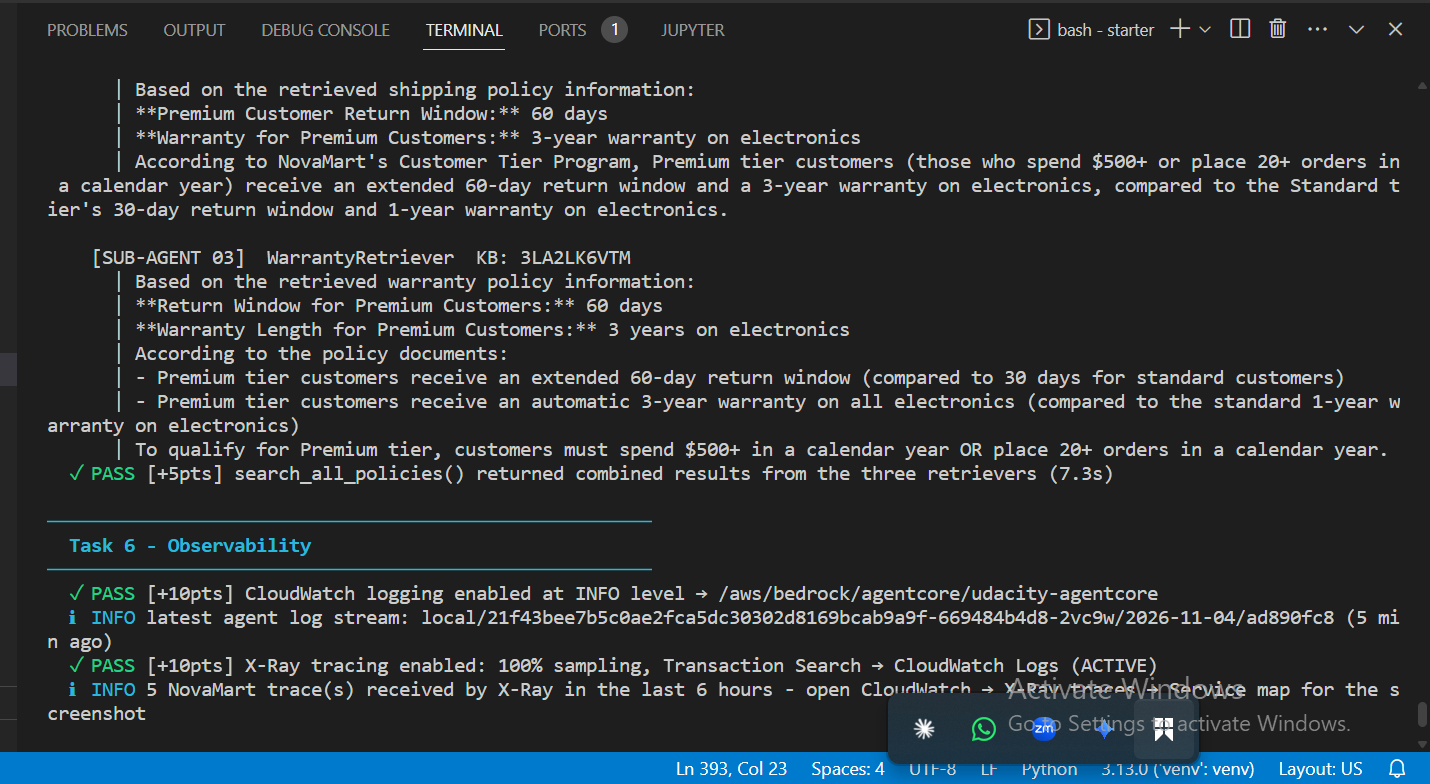 PROBLEMS OUTPUT DEBUG CONSOLE TERMINAL PORTS 1 JUPYTER bash - starter
│ Based on the retrieved shipping policy information:
│ **Premium Customer Return Window:** 60 days
│ **Warranty for Premium Customers:** 3-year warranty on electronics
│ According to NovaMart's Customer Tier Program, Premium tier customers (those who spend $500+ or place 20+ orders in
a calendar year) receive an extended 60-day return window and a 3-year warranty on electronics, compared to the Standard t
ier's 30-day return window and 1-year warranty on electronics.
[SUB-AGENT 03] WarrantyRetriever KB: 3LA2LK6VTM
│ Based on the retrieved warranty policy information:
│ **Return Window for Premium Customers:** 60 days
│ **Warranty Length for Premium Customers:** 3 years on electronics
│ According to the policy documents:
│ - Premium tier customers receive an extended 60-day return window (compared to 30 days for standard customers)
│ - Premium tier customers receive an automatic 3-year warranty on all electronics (compared to the standard 1-year w
arranty on electronics)
│ To qualify for Premium tier, customers must spend $500+ in a calendar year OR place 20+ orders in a calendar year.
✓ PASS [+5pts] search_all_policies() returned combined results from the three retrievers (7.3s)
Task 6 - Observability
✓ PASS [+10pts] CloudWatch logging enabled at INFO level → /aws/bedrock/agentcore/udacity-agentcore
ℹ INFO latest agent log stream: local/21f43bee7b5c0ae2fca5dc30302d8169bcab9a9f-669484b4d8-2vc9w/2026-11-04/ad890fc8 (5 mi
n ago)
✓ PASS [+10pts] X-Ray tracing enabled: 100% sampling, Transaction Search → CloudWatch Logs (ACTIVE)
ℹ INFO 5 NovaMart trace(s) received by X-Ray in the last 6 hours - open CloudWatch → X-Ray traces → Service map for the s
creenshot
Activate Windows
Go to Settings to activate Windows.
zm
Ln 393, Col 23 Spaces: 4 UTF-8 LF Python 3.13.0 ('venv': venv) Layout: US